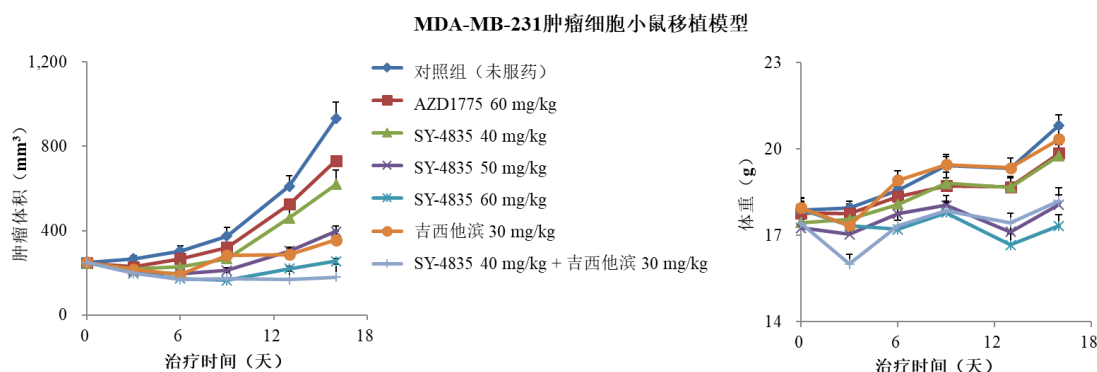 MDA-MB-231肿瘤细胞小鼠移植模型
肿瘤体积（mm³）
1,200
800
400
0
0
6
12
18
治疗时间（天）
对照组（未服药）
AZD1775 60 mg/kg
SY-4835 40 mg/kg
SY-4835 50 mg/kg
SY-4835 60 mg/kg
吉西他滨 30 mg/kg
SY-4835 40 mg/kg + 吉西他滨 30 mg/kg
体重（g）
23
20
17
14
0
6
12
18
治疗时间（天）